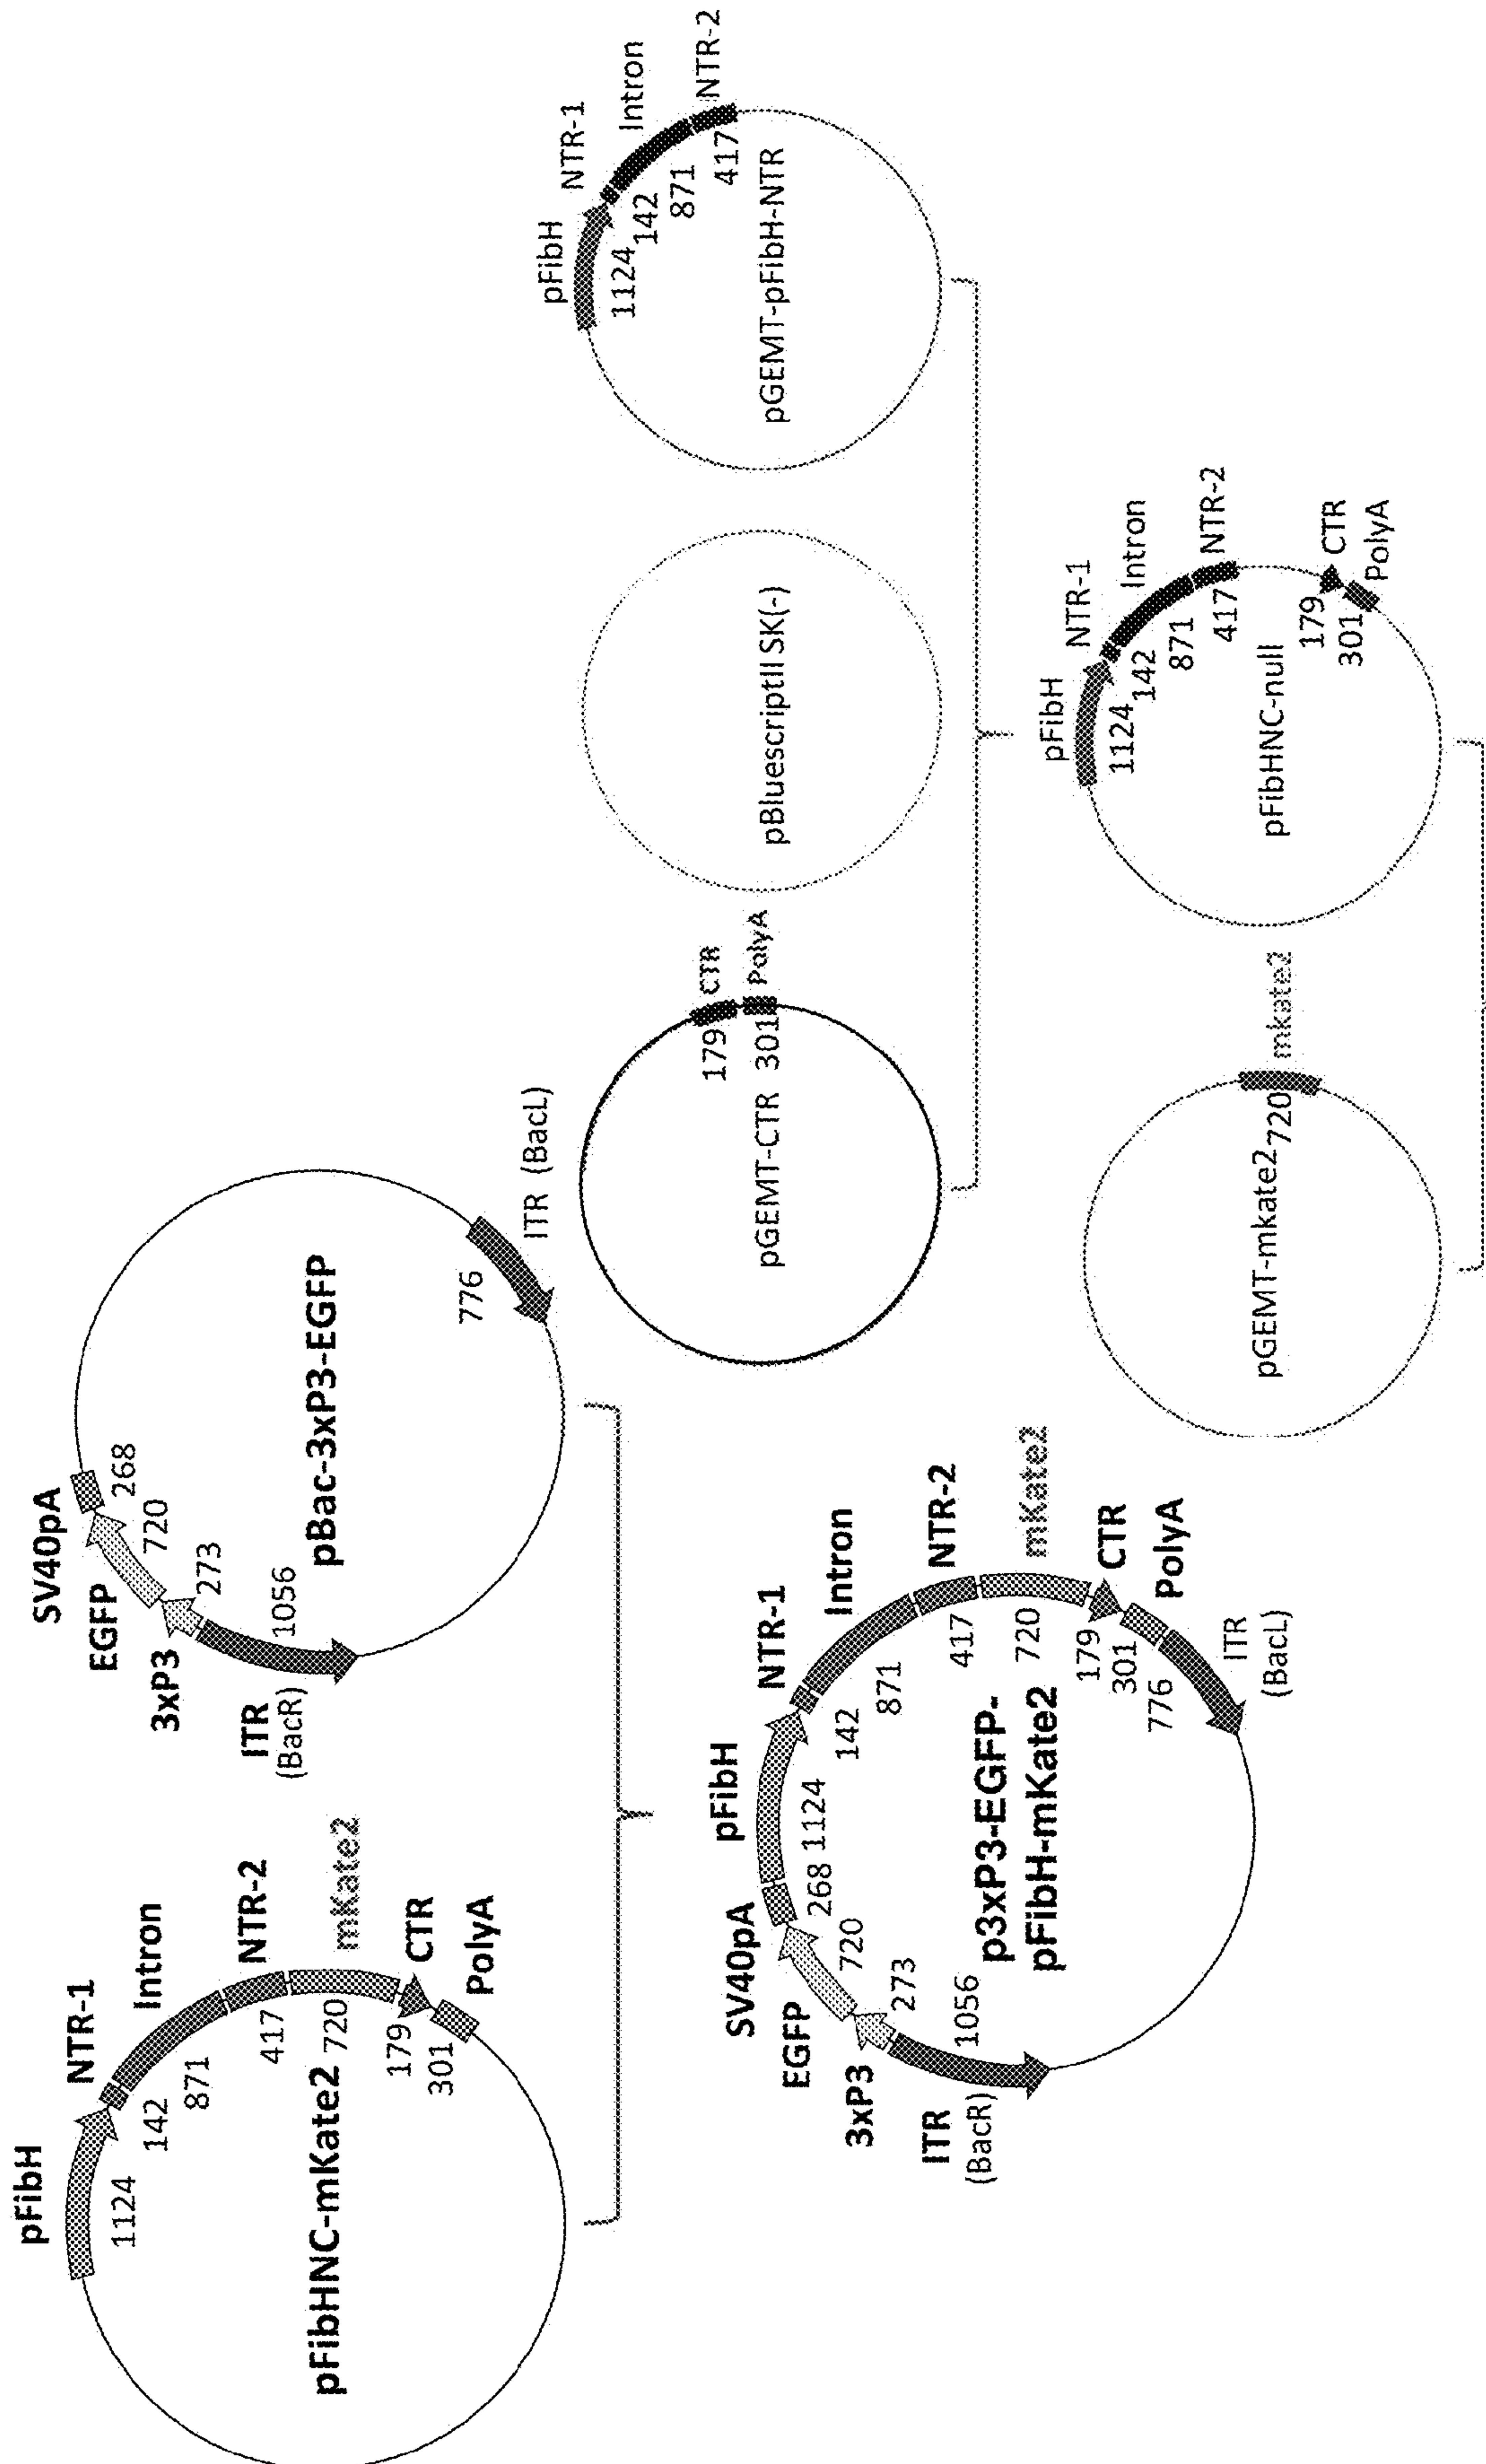 pFibH
NTR-1
Intron
NTR-2
mKate2
CTR
PolyA
1124
142
871
417
720
179
301
pFibHNC-mKate2
SV40pA
EGFP
3xP3
ITR
(BacR)
268
720
273
1056
pBac-3xP3-EGFP
776
ITR (BacL)
SV40pA
EGFP
3xP3
ITR
(BacR)
pFibH
NTR-1
Intron
NTR-2
mKate2
CTR
PolyA
ITR
(BacL)
268
720
273
1056
1124
142
871
417
720
179
301
776
p3xP3-EGFP-
pFibH-mKate2
CTR
PolyA
179
301
pGEMT-CTR
pBluescriptII SK(-)
pFibH
NTR-1
Intron
NTR-2
1124
142
871
417
pGEMT-pFibH-NTR
pGEMT-mkate2
720
mkate2
pFibH
NTR-1
Intron
NTR-2
1124
142
871
417
pFibHNC-null
179
301
CTR
PolyA